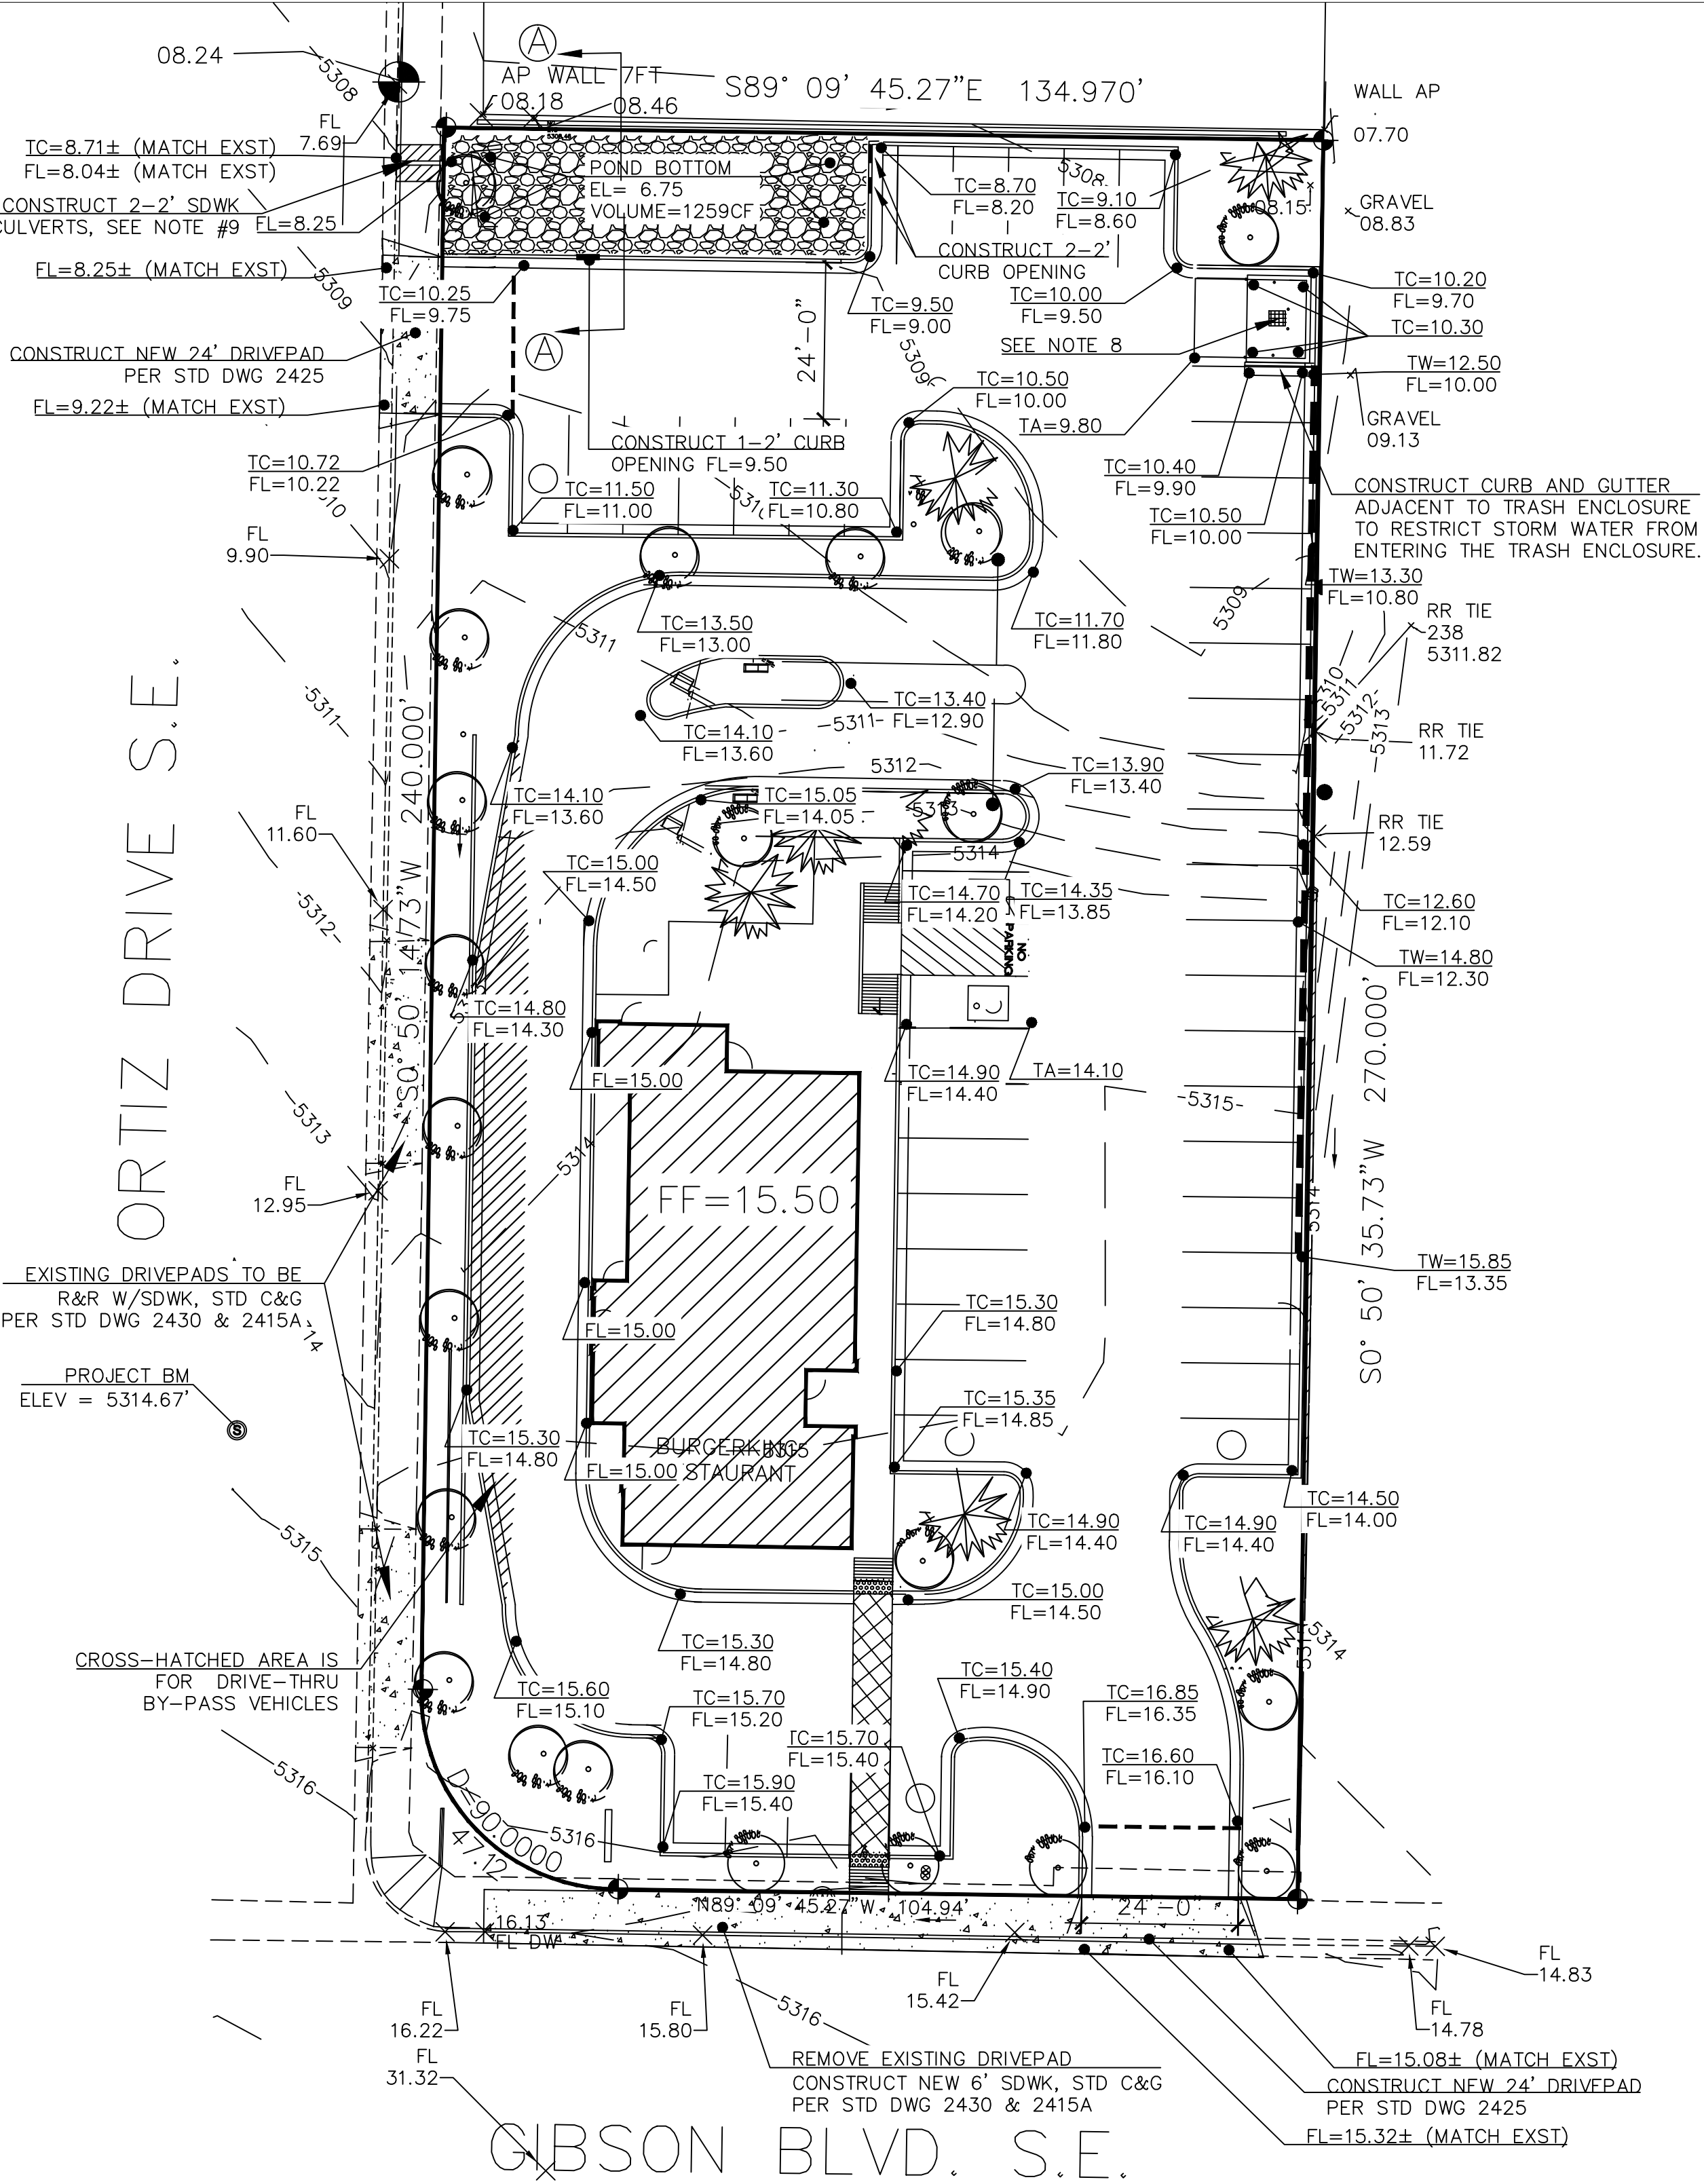 08.24
5308
A
AP WALL 7FT
08.18
08.46
S89° 09' 45.27"E 134.970'
WALL AP
07.70
FL
7.69
TC=8.71± (MATCH EXST)
FL=8.04± (MATCH EXST)
CONSTRUCT 2-2' SDWK
CULVERTS, SEE NOTE #9
FL=8.25
FL=8.25± (MATCH EXST)
POND BOTTOM
EL= 6.75
VOLUME=1259CF
TC=8.70
FL=8.20
5308
TC=9.10
FL=8.60
08.15
GRAVEL
08.83
CONSTRUCT 2-2'
CURB OPENING
5309
TC=10.25
FL=9.75
A
24'-0"
TC=9.50
FL=9.00
TC=10.00
FL=9.50
TC=10.20
FL=9.70
TC=10.30
SEE NOTE 8
5309
CONSTRUCT NEW 24' DRIVEPAD
PER STD DWG 2425
FL=9.22± (MATCH EXST)
TC=10.50
FL=10.00
TW=12.50
FL=10.00
TA=9.80
GRAVEL
09.13
CONSTRUCT 1-2' CURB
OPENING FL=9.50
TC=10.72
FL=10.22
TC=11.50
FL=11.00
TC=11.30
FL=10.80
TC=10.40
FL=9.90
TC=10.50
FL=10.00
CONSTRUCT CURB AND GUTTER
ADJACENT TO TRASH ENCLOSURE
TO RESTRICT STORM WATER FROM
ENTERING THE TRASH ENCLOSURE.
FL
9.90
TW=13.30
FL=10.80
5309
RR TIE
238
5311.82
5311
TC=13.50
FL=13.00
TC=11.70
FL=11.80
5310
5311
5312
5313
-5311-
TC=13.40
FL=12.90
-5311-
TC=14.10
FL=13.60
RR TIE
11.72
ORTIZ DRIVE S.E.
S0° 50' 14.73"W 240.000'
5312
TC=13.90
FL=13.40
TC=14.10
FL=13.60
TC=15.05
FL=14.05
5313
FL
11.60
RR TIE
12.59
5314
TC=15.00
FL=14.50
TC=14.70
FL=14.20
TC=14.35
FL=13.85
TC=12.60
FL=12.10
-5312-
NO
PARKING
TW=14.80
FL=12.30
TC=14.80
FL=14.30
FL=15.00
TC=14.90
FL=14.40
TA=14.10
-5315-
S0° 50' 35.73"W 270.000'
-5313
5314
FL
12.95
FF=15.50
5314
EXISTING DRIVEPADS TO BE
R&R W/SDWK, STD C&G
PER STD DWG 2430 & 2415A
TW=15.85
FL=13.35
TC=15.30
FL=14.80
FL=15.00
PROJECT BM
ELEV = 5314.67'
S
TC=15.35
FL=14.85
TC=15.30
FL=14.80
BURGERKING
5315
STAURANT
FL=15.00
TC=14.50
FL=14.00
TC=14.90
FL=14.40
TC=14.90
FL=14.40
5315
TC=15.00
FL=14.50
5314
TC=15.30
FL=14.80
CROSS-HATCHED AREA IS
FOR DRIVE-THRU
BY-PASS VEHICLES
TC=15.60
FL=15.10
TC=15.70
FL=15.20
TC=15.40
FL=14.90
TC=16.85
FL=16.35
TC=15.70
FL=15.40
TC=16.60
FL=16.10
5316
TC=15.90
FL=15.40
D=90.0000
47.12
5316
N89° 09' 45.27"W 104.94'
24'-0"
16.13
FL DW
FL
16.22
FL
15.80
5316
FL
15.42
FL
14.83
FL
14.78
FL
31.32
REMOVE EXISTING DRIVEPAD
CONSTRUCT NEW 6' SDWK, STD C&G
PER STD DWG 2430 & 2415A
FL=15.08± (MATCH EXST)
CONSTRUCT NEW 24' DRIVEPAD
PER STD DWG 2425
FL=15.32± (MATCH EXST)
GIBSON BLVD. S.E.